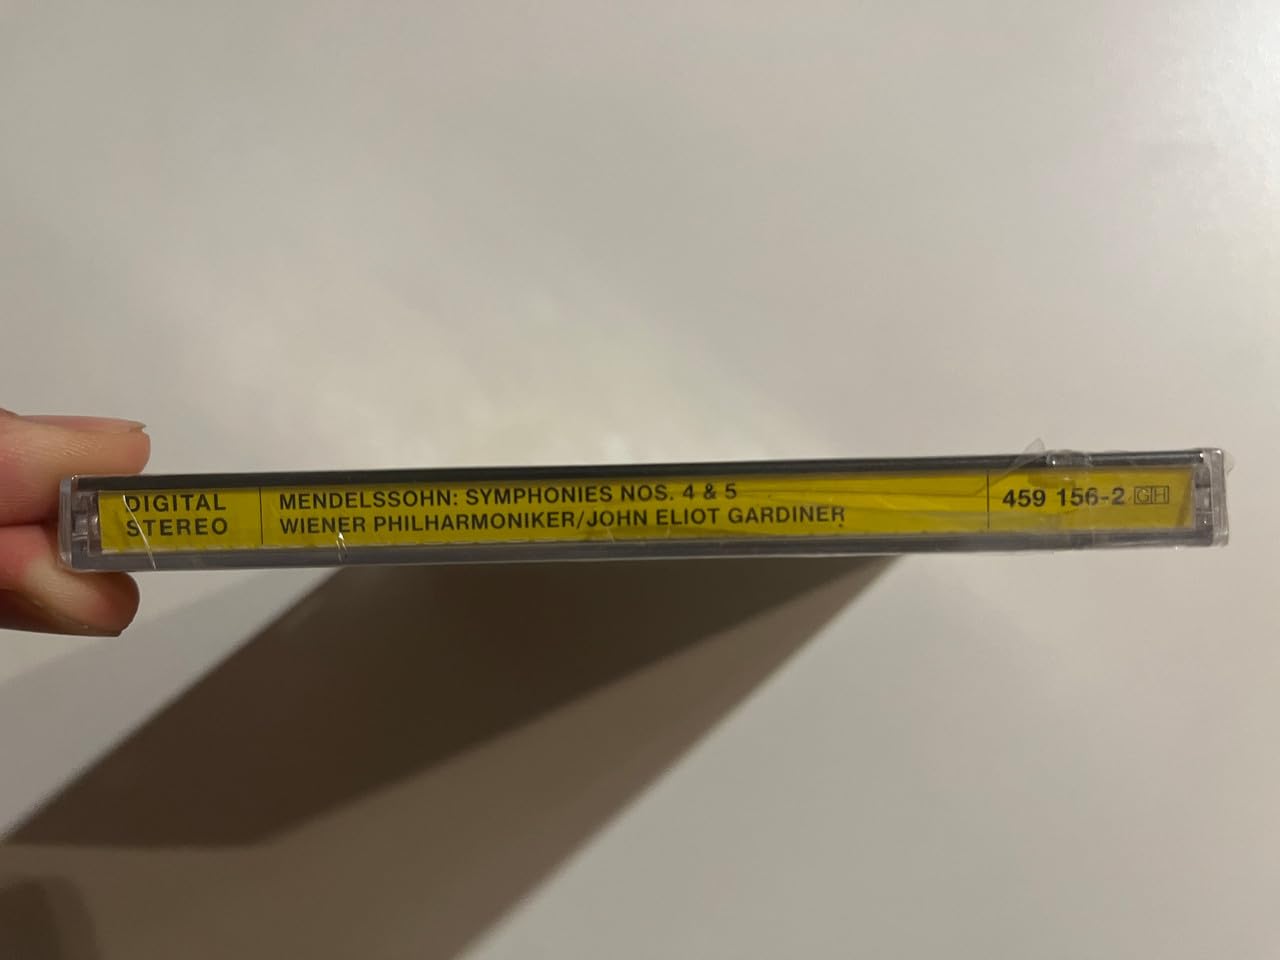 DIGITAL
STEREO
MENDELSSOHN: SYMPHONIES NOS. 4 & 5
WIENER PHILHARMONIKER/JOHN ELIOT GARDINER
459 156-2 GH